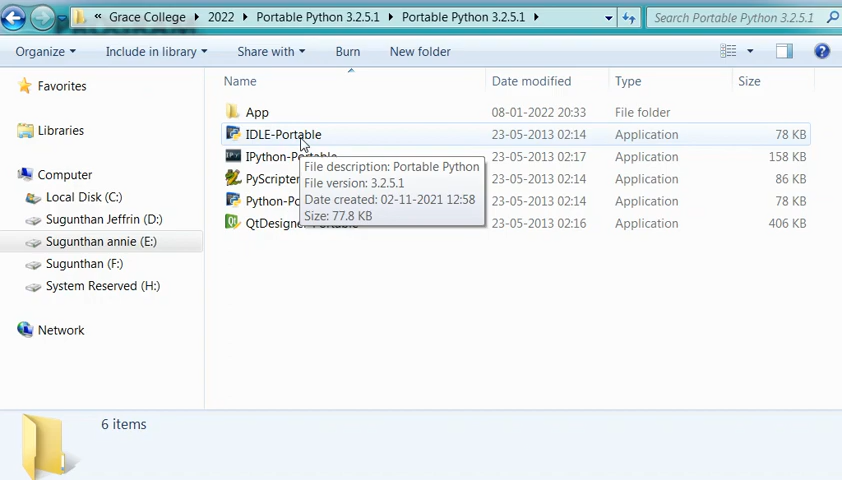 « Grace College ▸ 2022 ▸ Portable Python 3.2.5.1 ▸ Portable Python 3.2.5.1 ▸
Search Portable Python 3.2.5.1
Organize Include in library Share with Burn New folder
Favorites
Libraries
Computer
Local Disk (C:)
Sugunthan Jeffrin (D:)
Sugunthan annie (E:)
Sugunthan (F:)
System Reserved (H:)
Network
Name Date modified Type Size
App 08-01-2022 20:33 File folder
IDLE-Portable 23-05-2013 02:14 Application 78 KB
IPython-Portable 23-05-2013 02:17 Application 158 KB
PyScripter 23-05-2013 02:14 Application 86 KB
Python-Po 23-05-2013 02:14 Application 78 KB
QtDesigner-Portable 23-05-2013 02:16 Application 406 KB
File description: Portable Python
File version: 3.2.5.1
Date created: 02-11-2021 12:58
Size: 77.8 KB
6 items